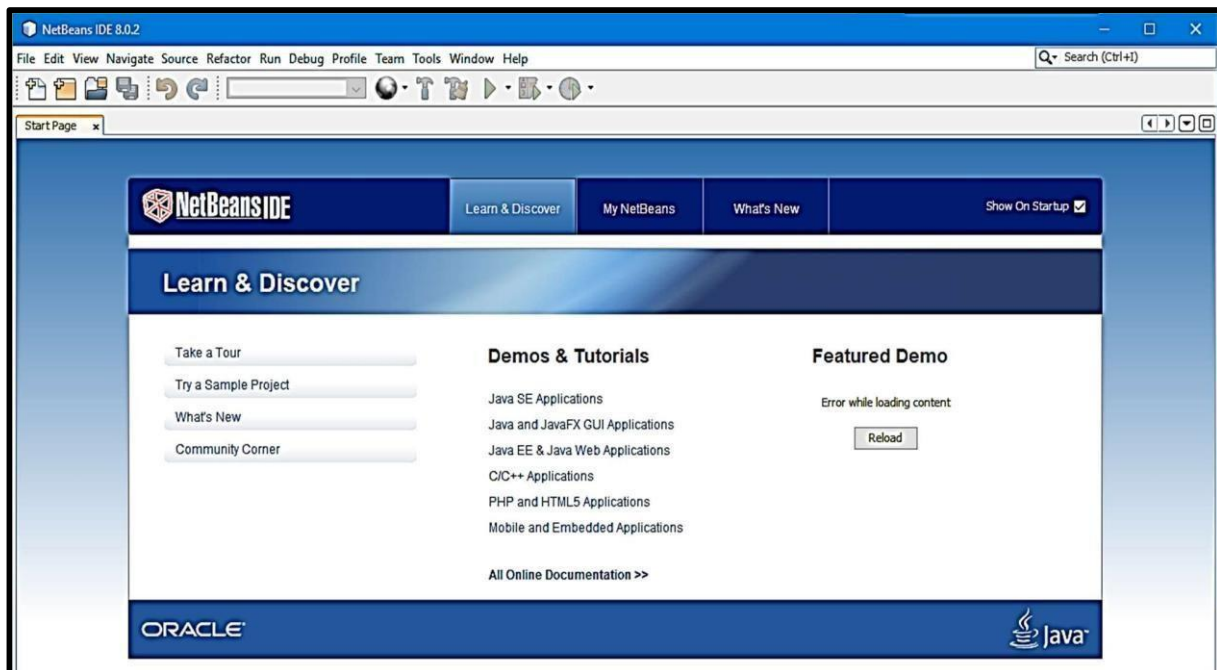 NetBeans IDE 8.0.2
File Edit View Navigate Source Refactor Run Debug Profile Team Tools Window Help
Search (Ctrl+I)
Start Page
NetBeans IDE
Learn & Discover
My NetBeans
What's New
Show On Startup
Learn & Discover
Take a Tour
Try a Sample Project
What's New
Community Corner
Demos & Tutorials
Java SE Applications
Java and JavaFX GUI Applications
Java EE & Java Web Applications
C/C++ Applications
PHP and HTML5 Applications
Mobile and Embedded Applications
All Online Documentation >>
Featured Demo
Error while loading content
Reload
ORACLE
Java